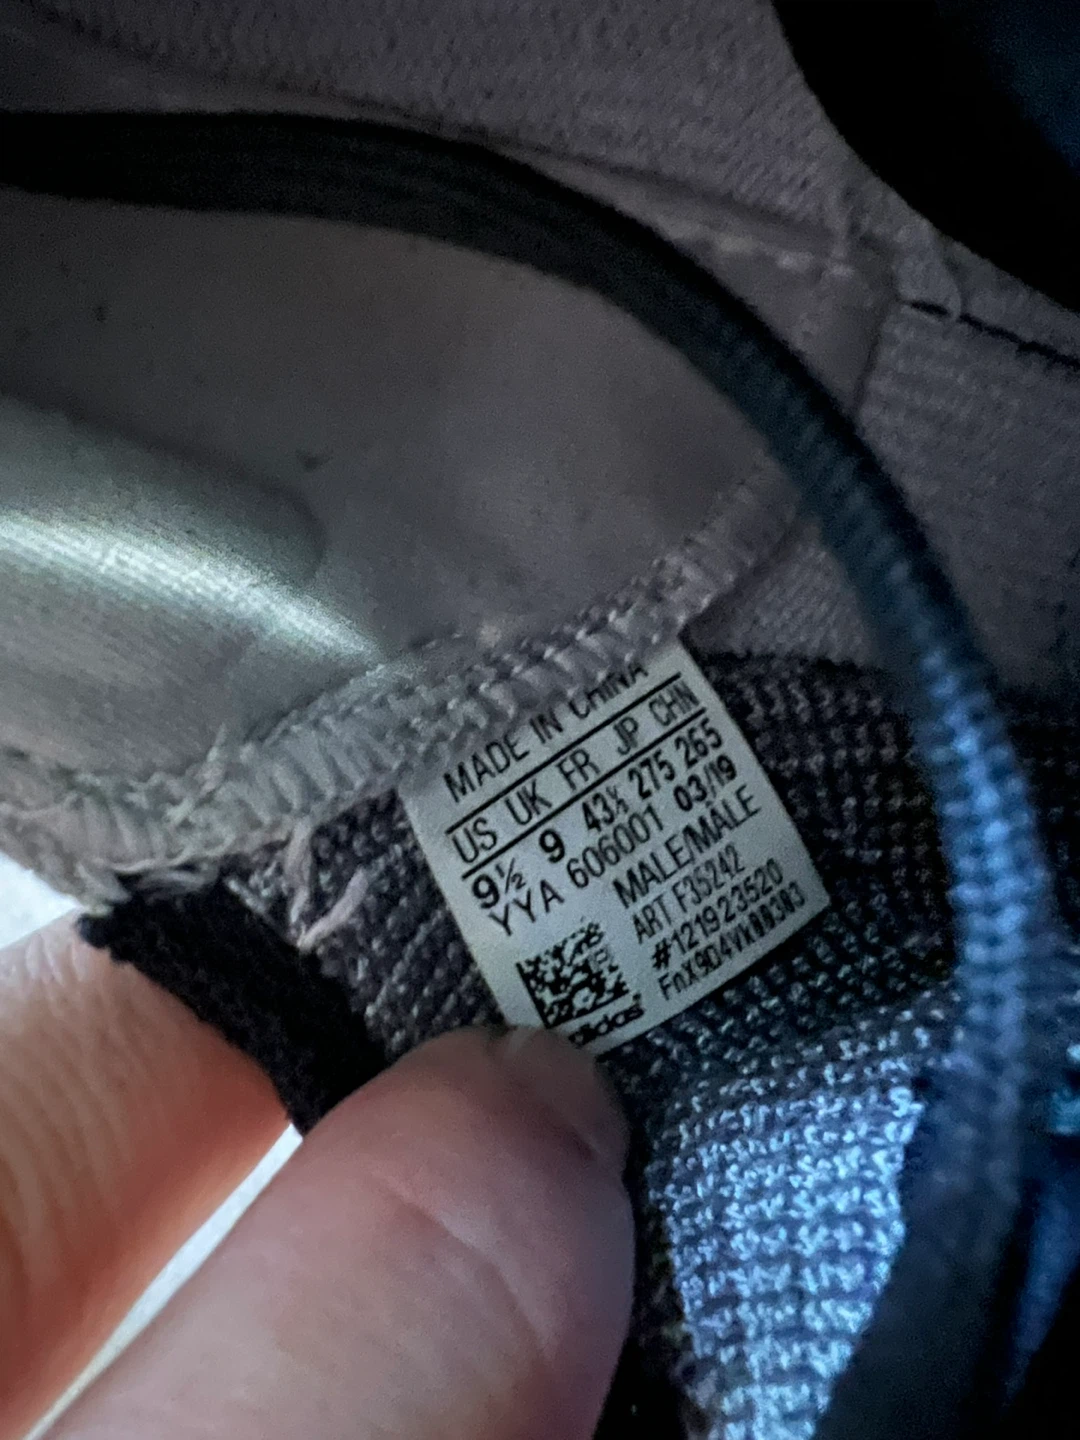 MADE IN CHINA
US UK FR JP CHN
9½ 9 43⅓ 275 265
YYA 606001 03/19
MALE/MALE
ART F35242
#121923520
adidas